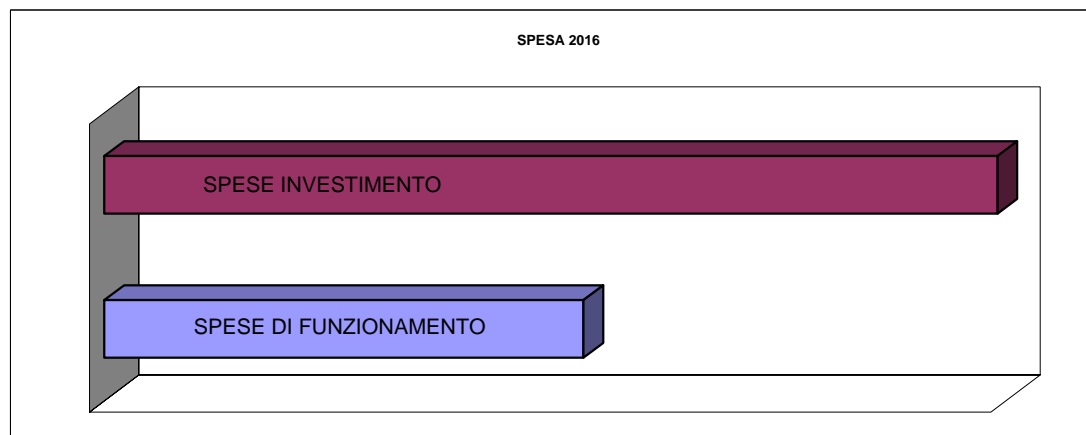 SPESA 2016
SPESE INVESTIMENTO
SPESE DI FUNZIONAMENTO